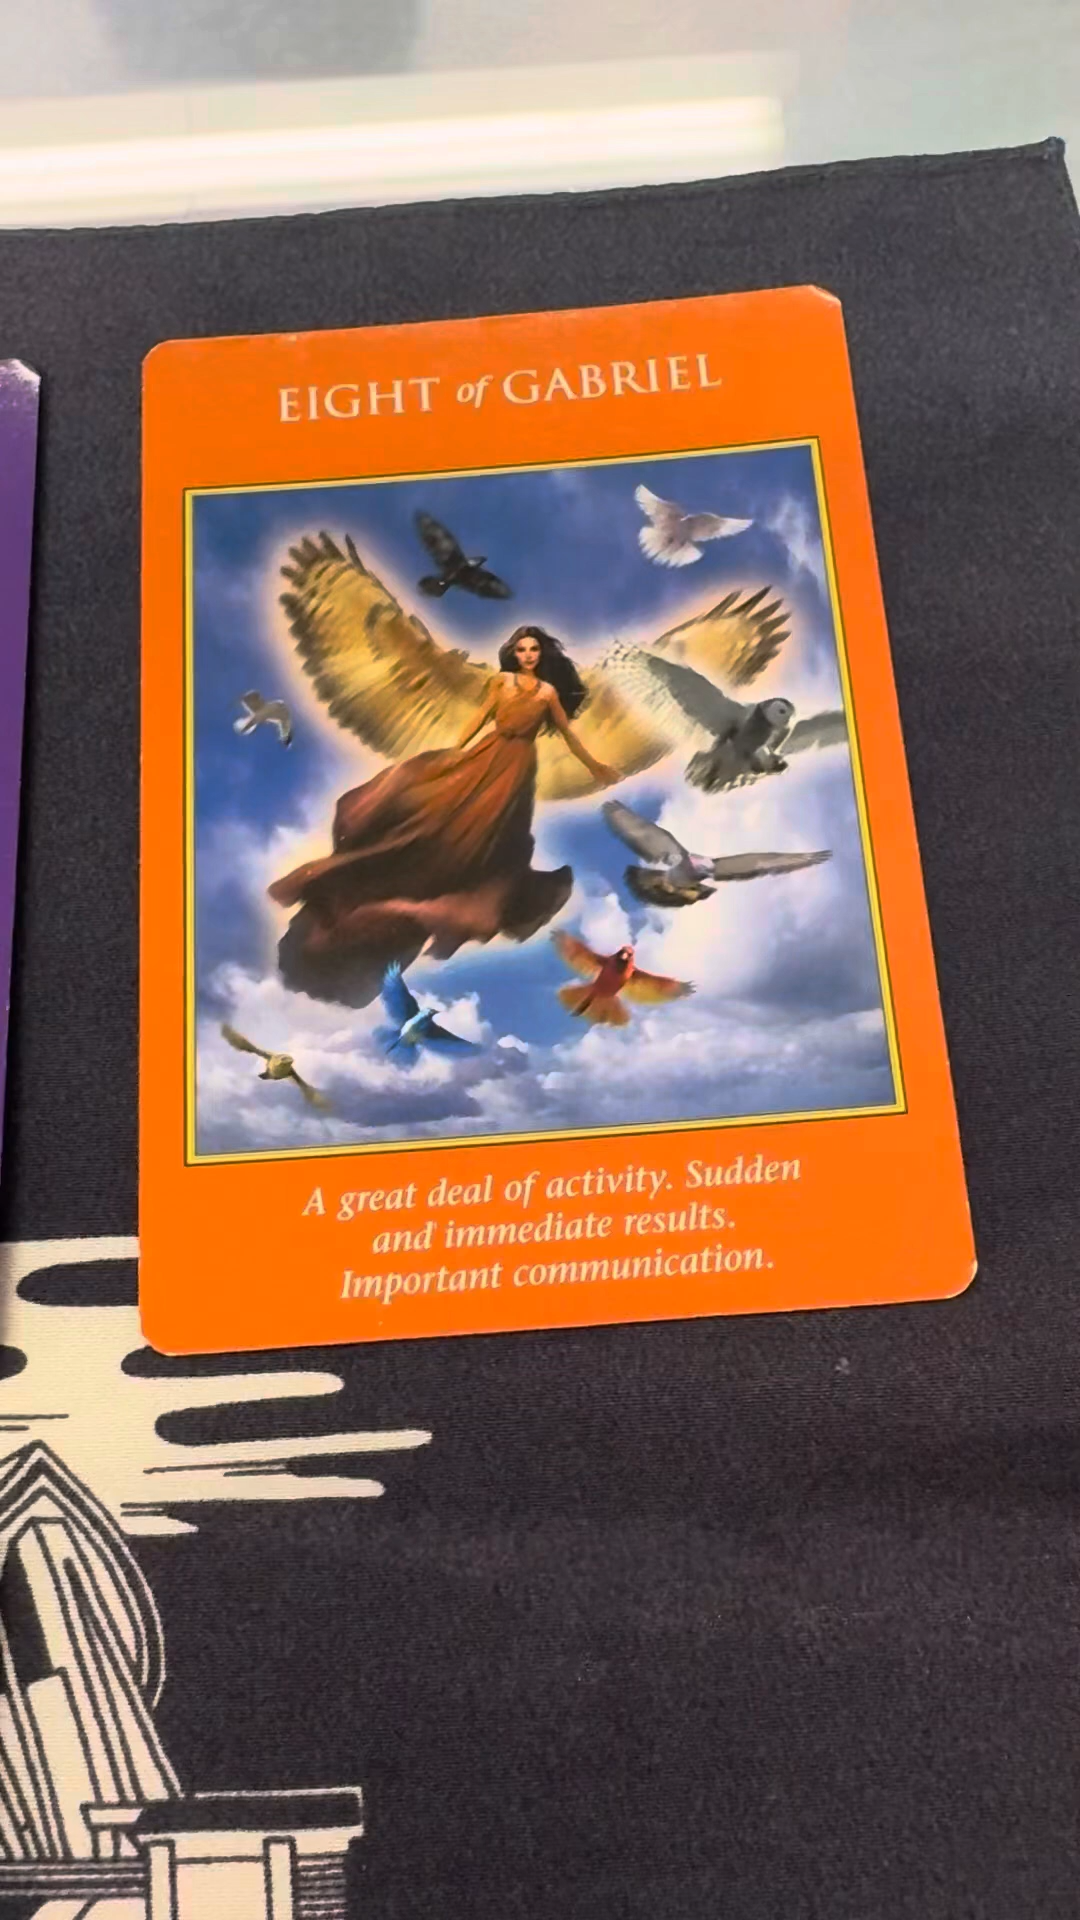 EIGHT of GABRIEL
A great deal of activity. Sudden
and immediate results.
Important communication.